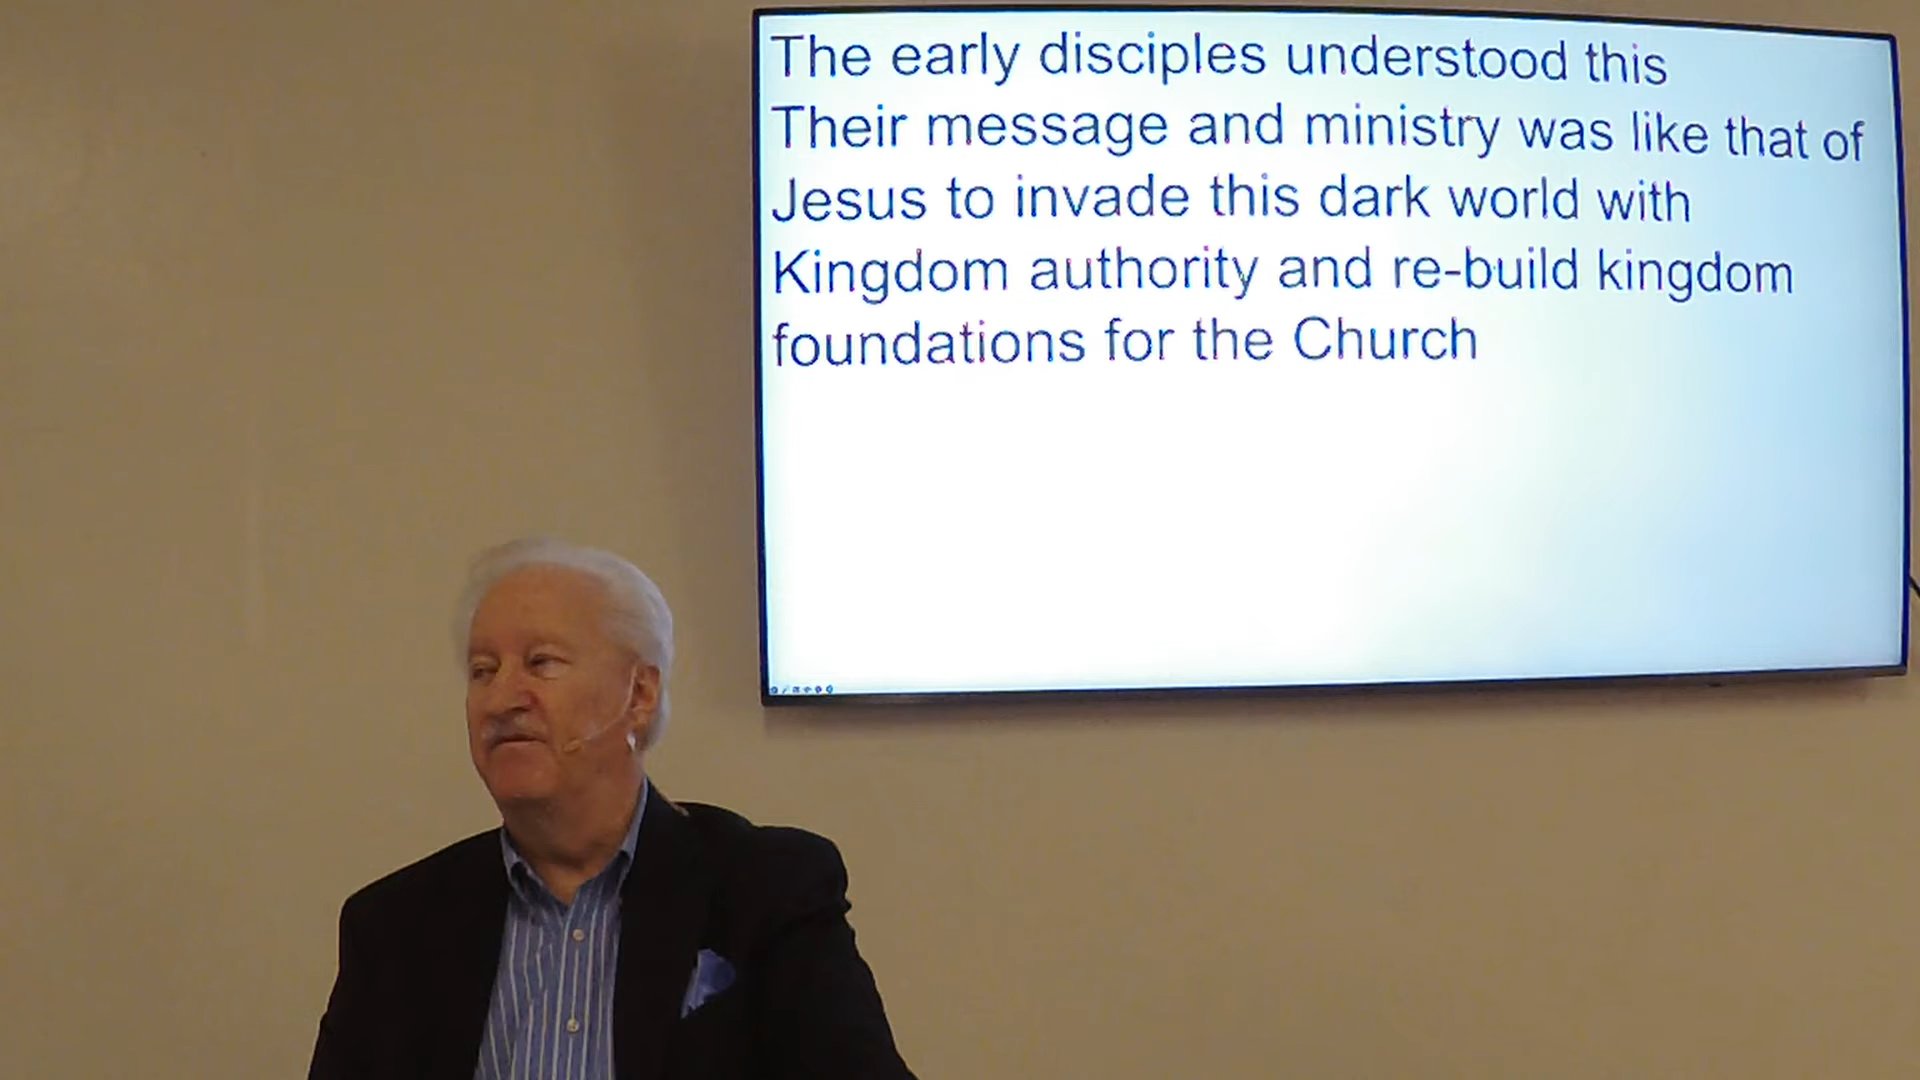 The early disciples understood this
Their message and ministry was like that of
Jesus to invade this dark world with
Kingdom authority and re-build kingdom
foundations for the Church